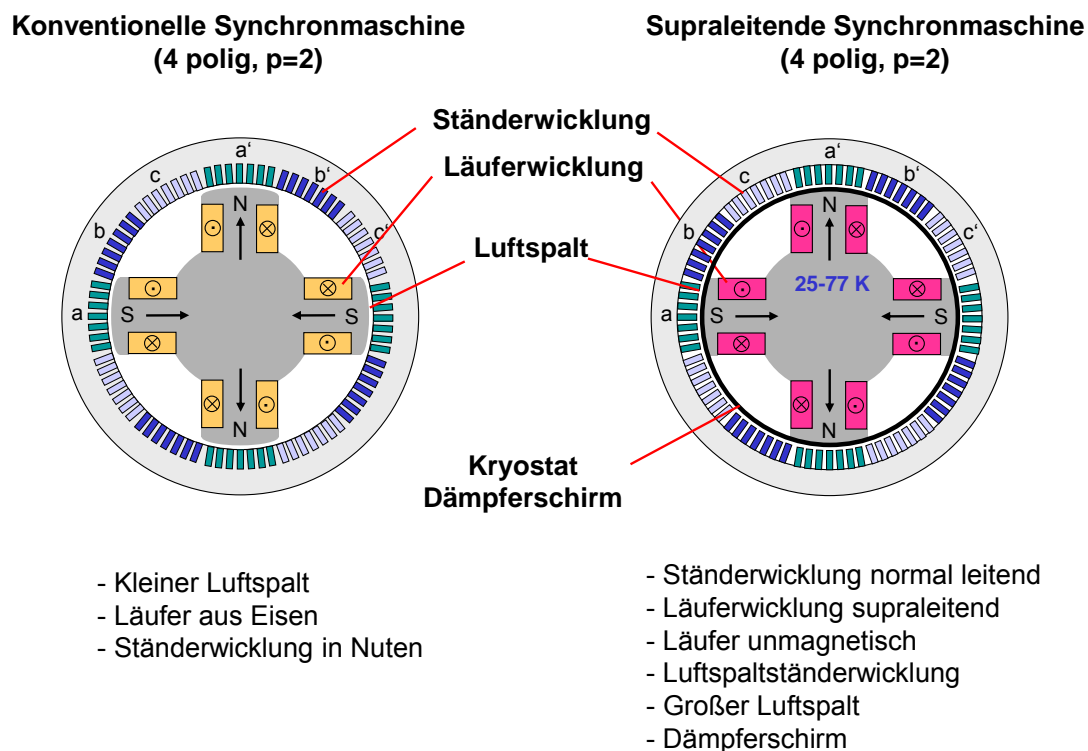 Konventionelle Synchronmaschine
(4 polig, p=2)
Supraleitende Synchronmaschine
(4 polig, p=2)
Ständerwicklung
Läuferwicklung
Luftspalt
Kryostat
Dämpferschirm
a'
c
b'
b
c'
a
N
S
S
N
a'
c
b'
b
c'
a
N
25-77 K
S
S
N
- Kleiner Luftspalt
- Läufer aus Eisen
- Ständerwicklung in Nuten
- Ständerwicklung normal leitend
- Läuferwicklung supraleitend
- Läufer unmagnetisch
- Luftspaltständerwicklung
- Großer Luftspalt
- Dämpferschirm